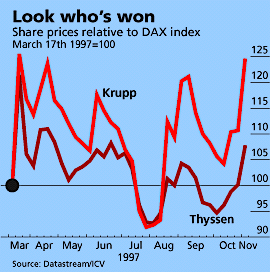 Look who's won
Share prices relative to DAX index
March 17th 1997=100
125
120
Krupp
115
110
105
100
95
Thyssen
90
Mar Apr May Jun Jul Aug Sep Oct Nov
1997
Source: Datastream/ICV